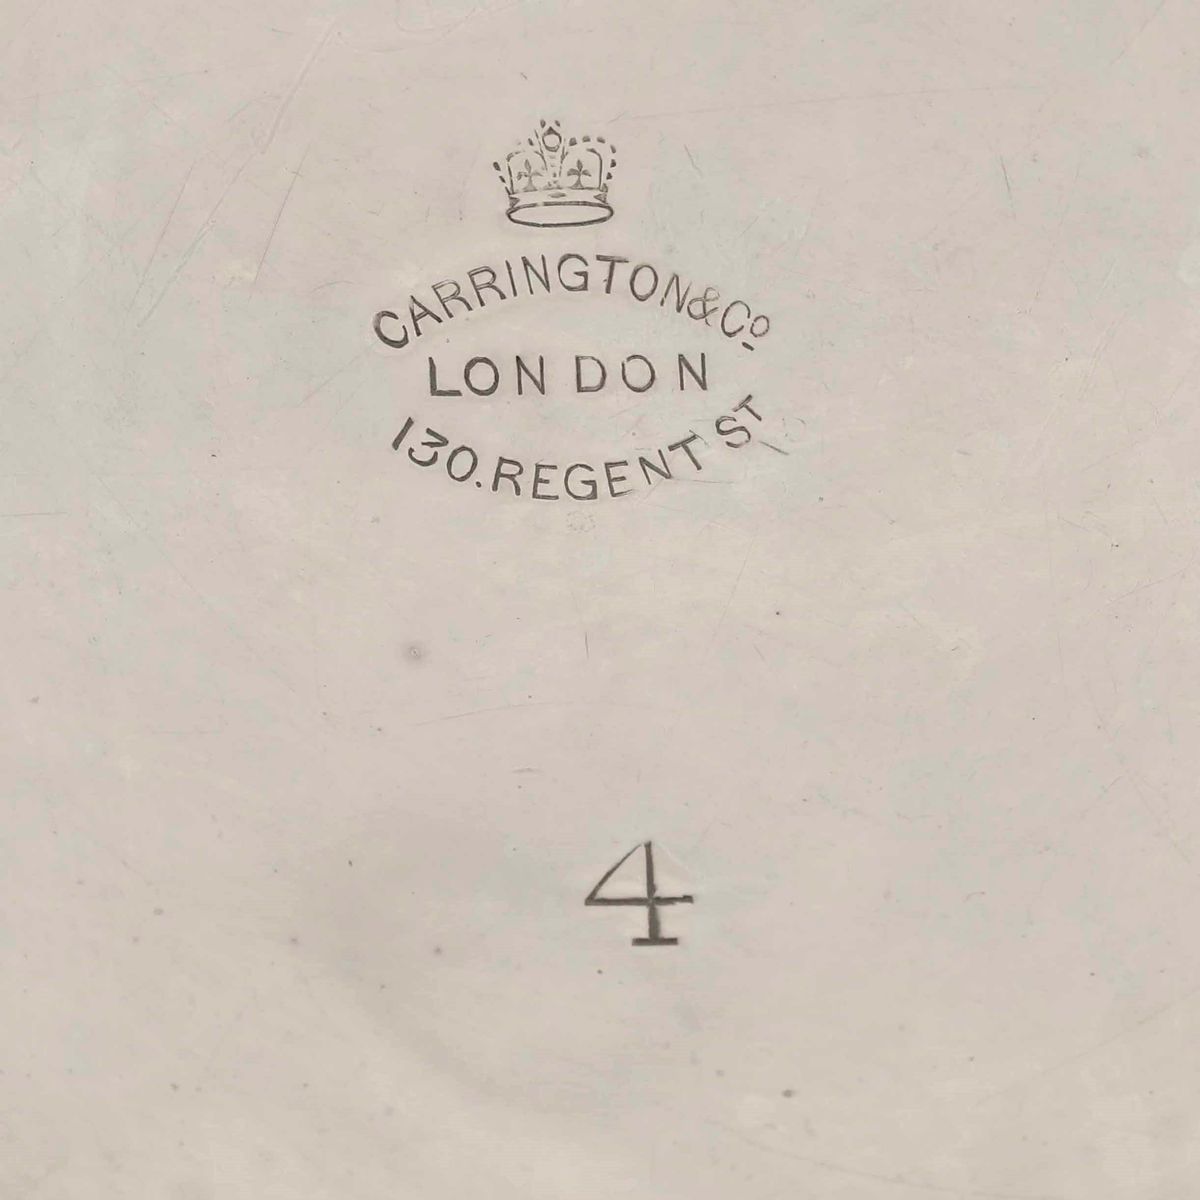 CARRINGTON & Cº
LONDON
130. REGENT ST
4